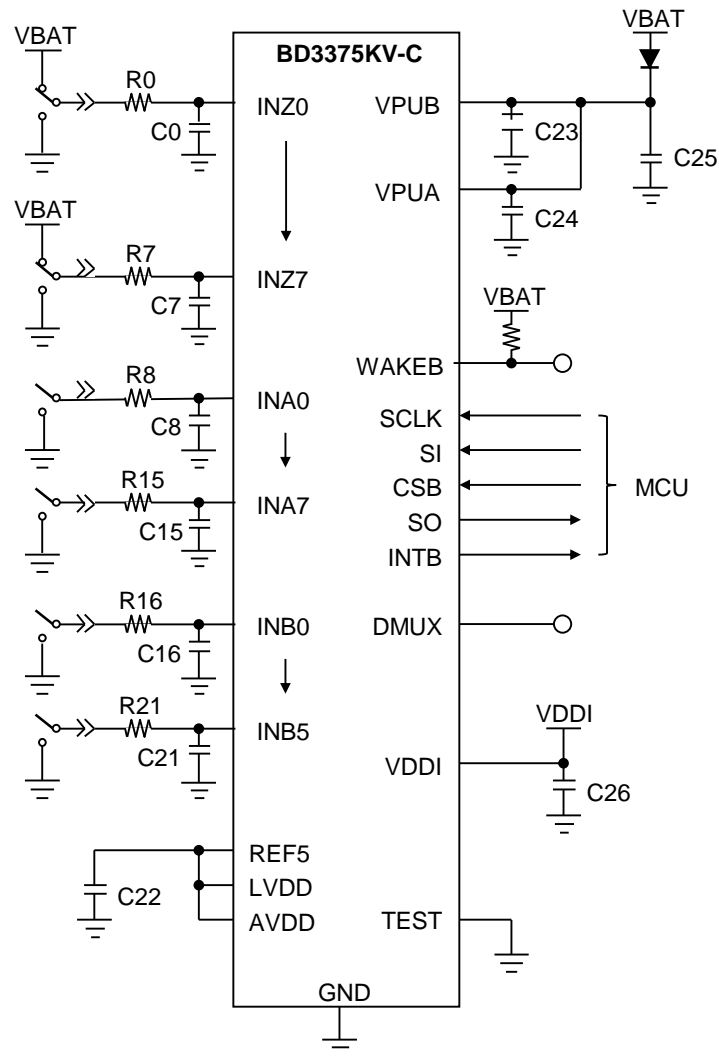 VBAT
R0
C0
VBAT
R7
C7
R8
C8
R15
C15
R16
C16
R21
C21
C22
BD3375KV-C
INZ0
INZ7
INA0
INA7
INB0
INB5
REF5
LVDD
AVDD
GND
VPUB
VPUA
WAKEB
SCLK
SI
CSB
SO
INTB
DMUX
VDDI
TEST
VBAT
C23
C25
C24
VBAT
MCU
VDDI
C26